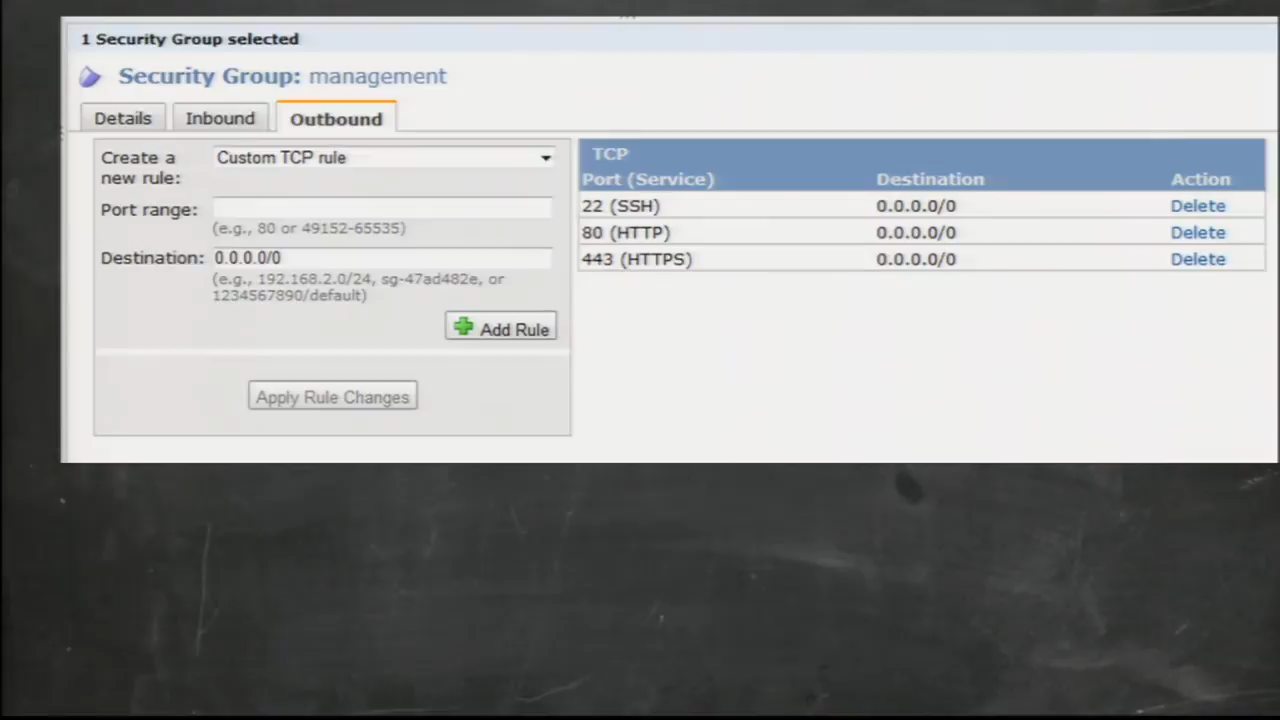 1 Security Group selected
Security Group: management
Details Inbound Outbound
Create a new rule: Custom TCP rule
Port range:
(e.g., 80 or 49152-65535)
Destination: 0.0.0.0/0
(e.g., 192.168.2.0/24, sg-47ad482e, or
1234567890/default)
Add Rule
Apply Rule Changes
TCP
Port (Service) Destination Action
22 (SSH) 0.0.0.0/0 Delete
80 (HTTP) 0.0.0.0/0 Delete
443 (HTTPS) 0.0.0.0/0 Delete